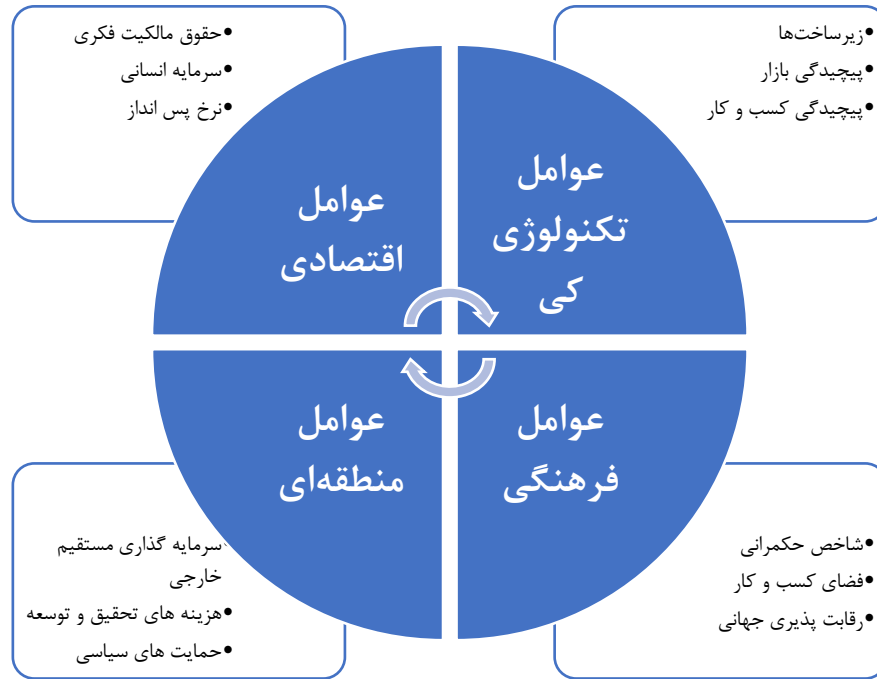 •زیرساخت‌ها
•پیچیدگی بازار
•پیچیدگی کسب و کار
•حقوق مالکیت فکری
•سرمایه انسانی
•نرخ پس انداز
عوامل
تکنولوژی
کی
عوامل
اقتصادی
عوامل
فرهنگی
عوامل
منطقه‌ای
•شاخص حکمرانی
•فضای کسب و کار
•رقابت پذیری جهانی
•سرمایه گذاری مستقیم
خارجی
•هزینه های تحقیق و توسعه
•حمایت های سیاسی